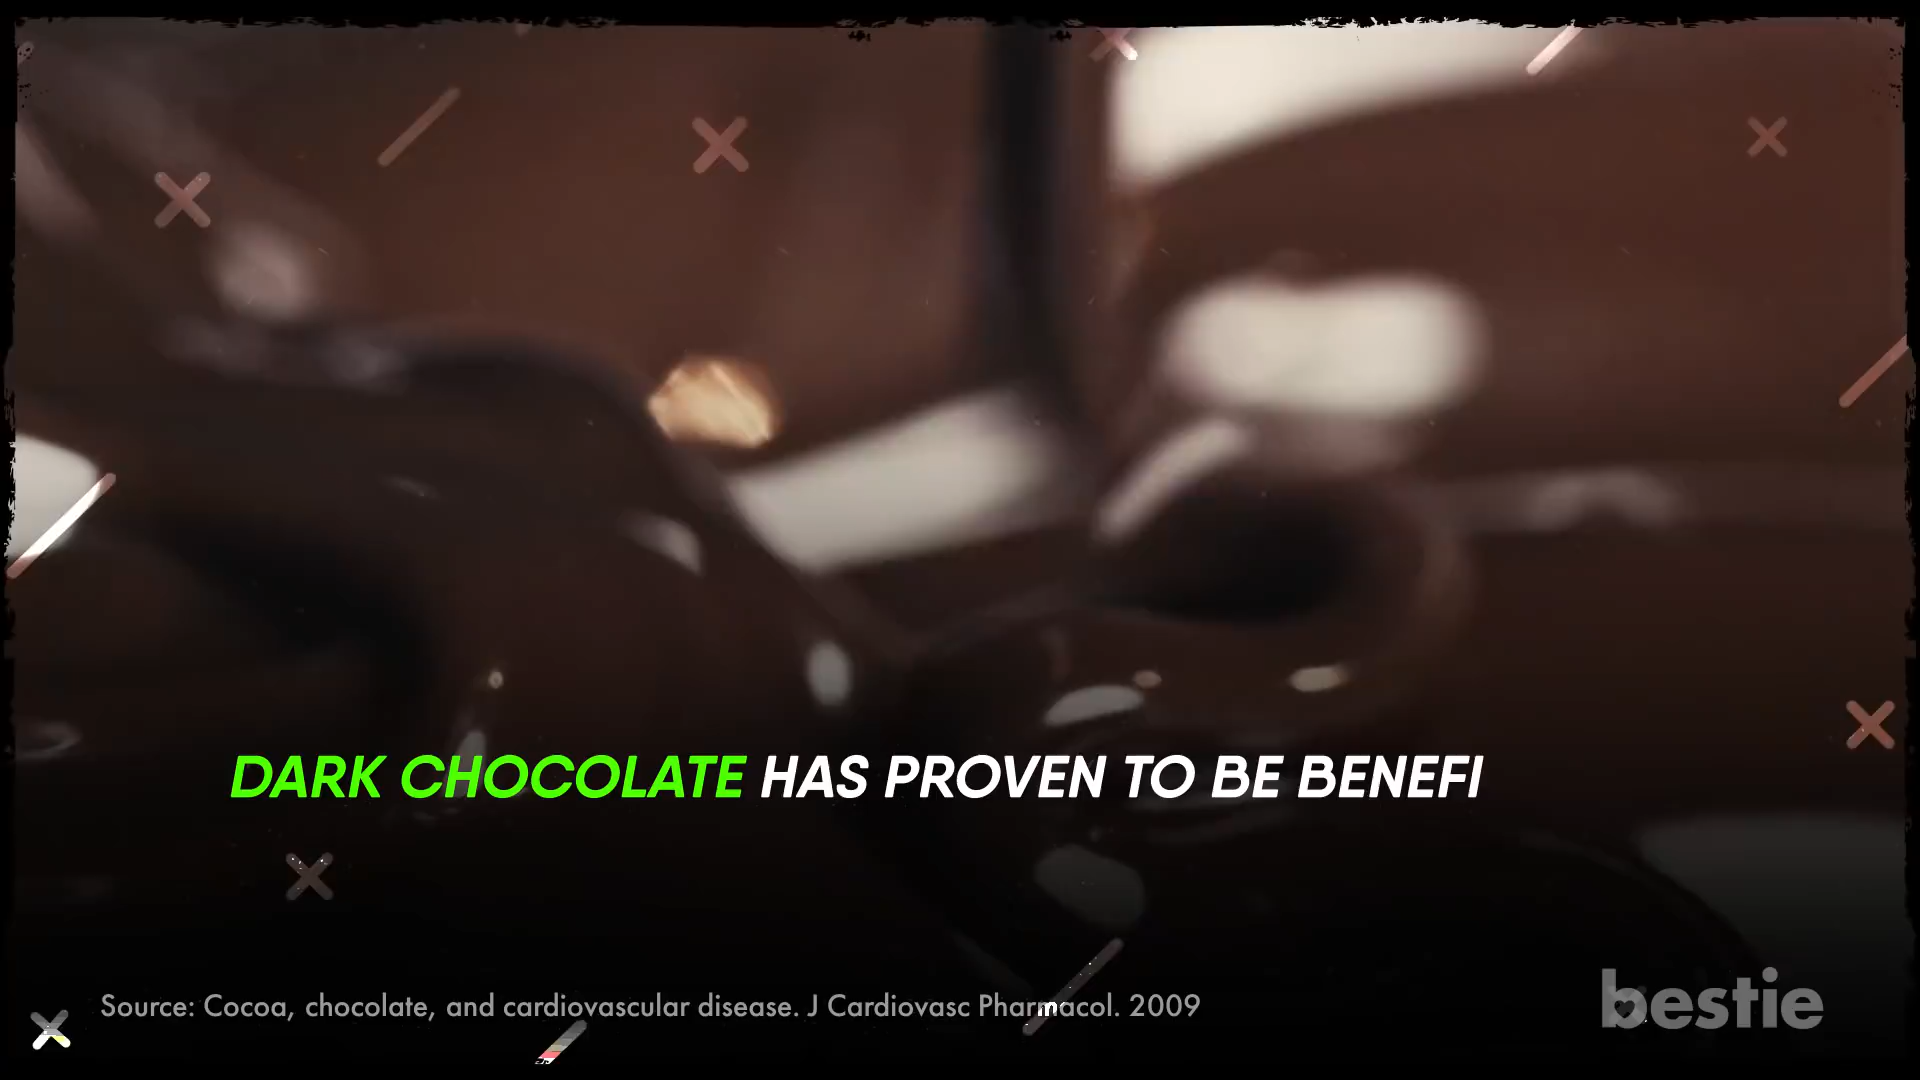 DARK CHOCOLATE HAS PROVEN TO BE BENEFI
Source: Cocoa, chocolate, and cardiovascular disease. J Cardiovasc Pharmacol. 2009
bestie